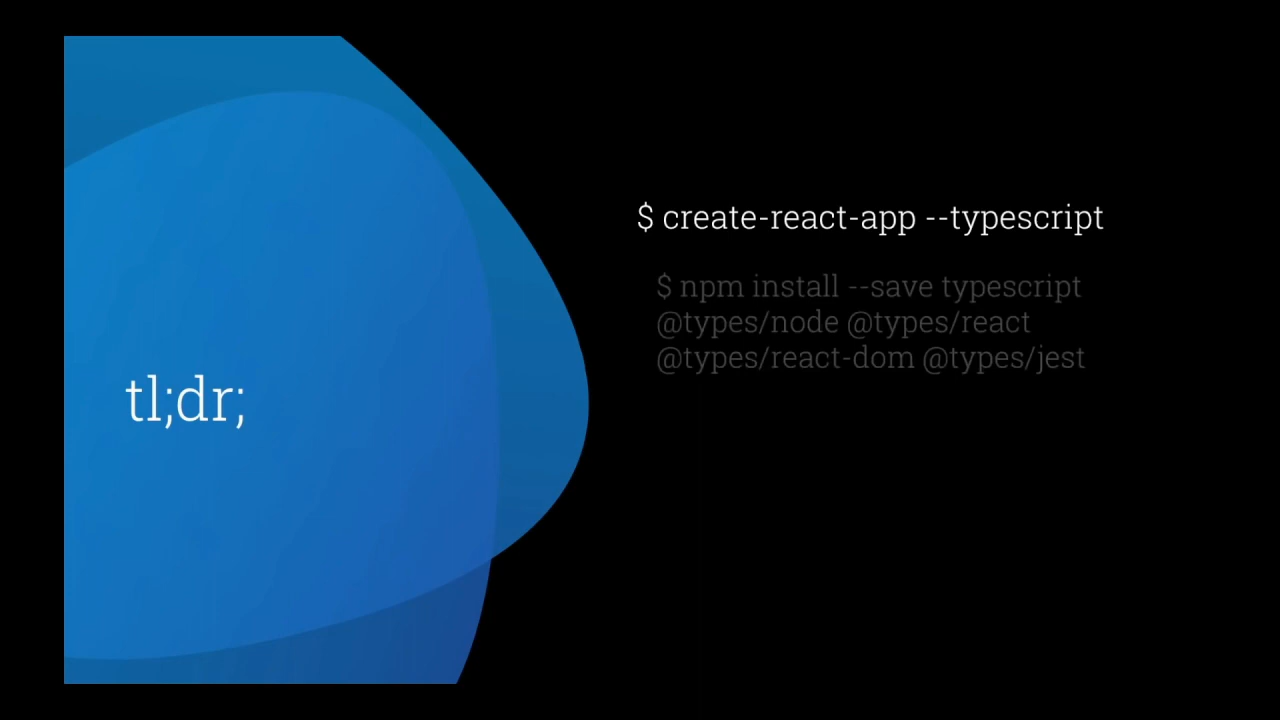 tl;dr;
$ create-react-app --typescript
$ npm install --save typescript
@types/node @types/react
@types/react-dom @types/jest